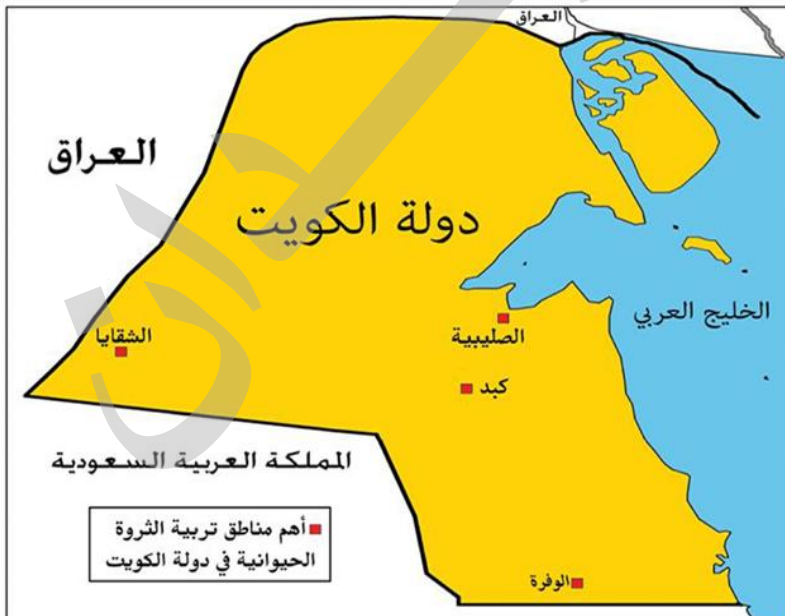 العراق
العراق
دولة الكويت
الخليج العربي
الصليبية
الشقايا
كبد
المملكة العربية السعودية
أهم مناطق تربية الثروة
الحيوانية في دولة الكويت
الوفرة